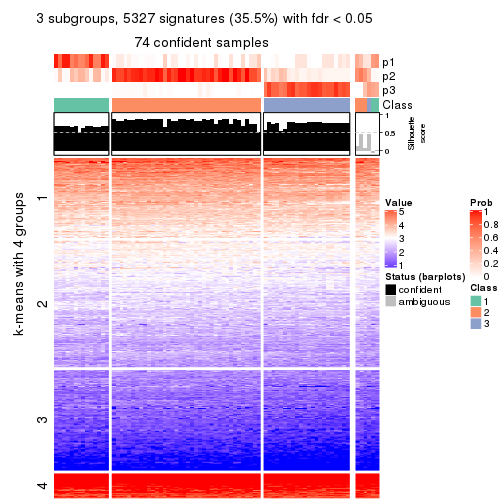 3 subgroups, 5327 signatures (35.5%) with fdr < 0.05
74 confident samples
p1
p2
p3
Class
1
0.5
0
Silhouette
score
k-means with 4 groups
1
2
3
4
Value
5
4
3
2
1
Status (barplots)
confident
ambiguous
Prob
1
0.8
0.6
0.4
0.2
0
Class
1
2
3